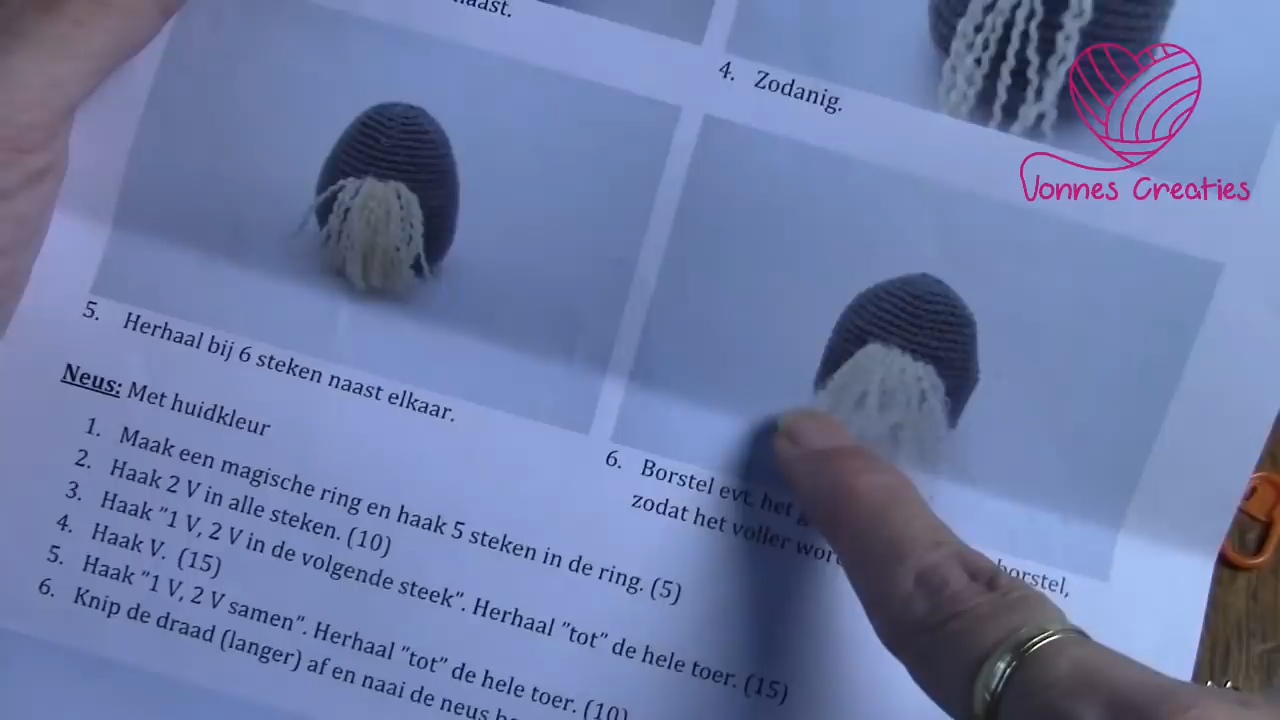 naast.
4. Zodanig.
Vonnes Creaties
5. Herhaal bij 6 steken naast elkaar.
6. Borstel evt. het
borstel,
zodat het voller
Neus: Met huidkleur
1. Maak een magische ring en haak 5 steken in de ring. (5)
2. Haak 2 V in alle steken. (10)
3. Haak "1 V, 2 V in de volgende steek". Herhaal "tot" de hele toer. (15)
4. Haak V. (15)
5. Haak "1 V, 2 V samen". Herhaal "tot" de hele toer. (10)
6. Knip de draad (langer) af en naai de neus